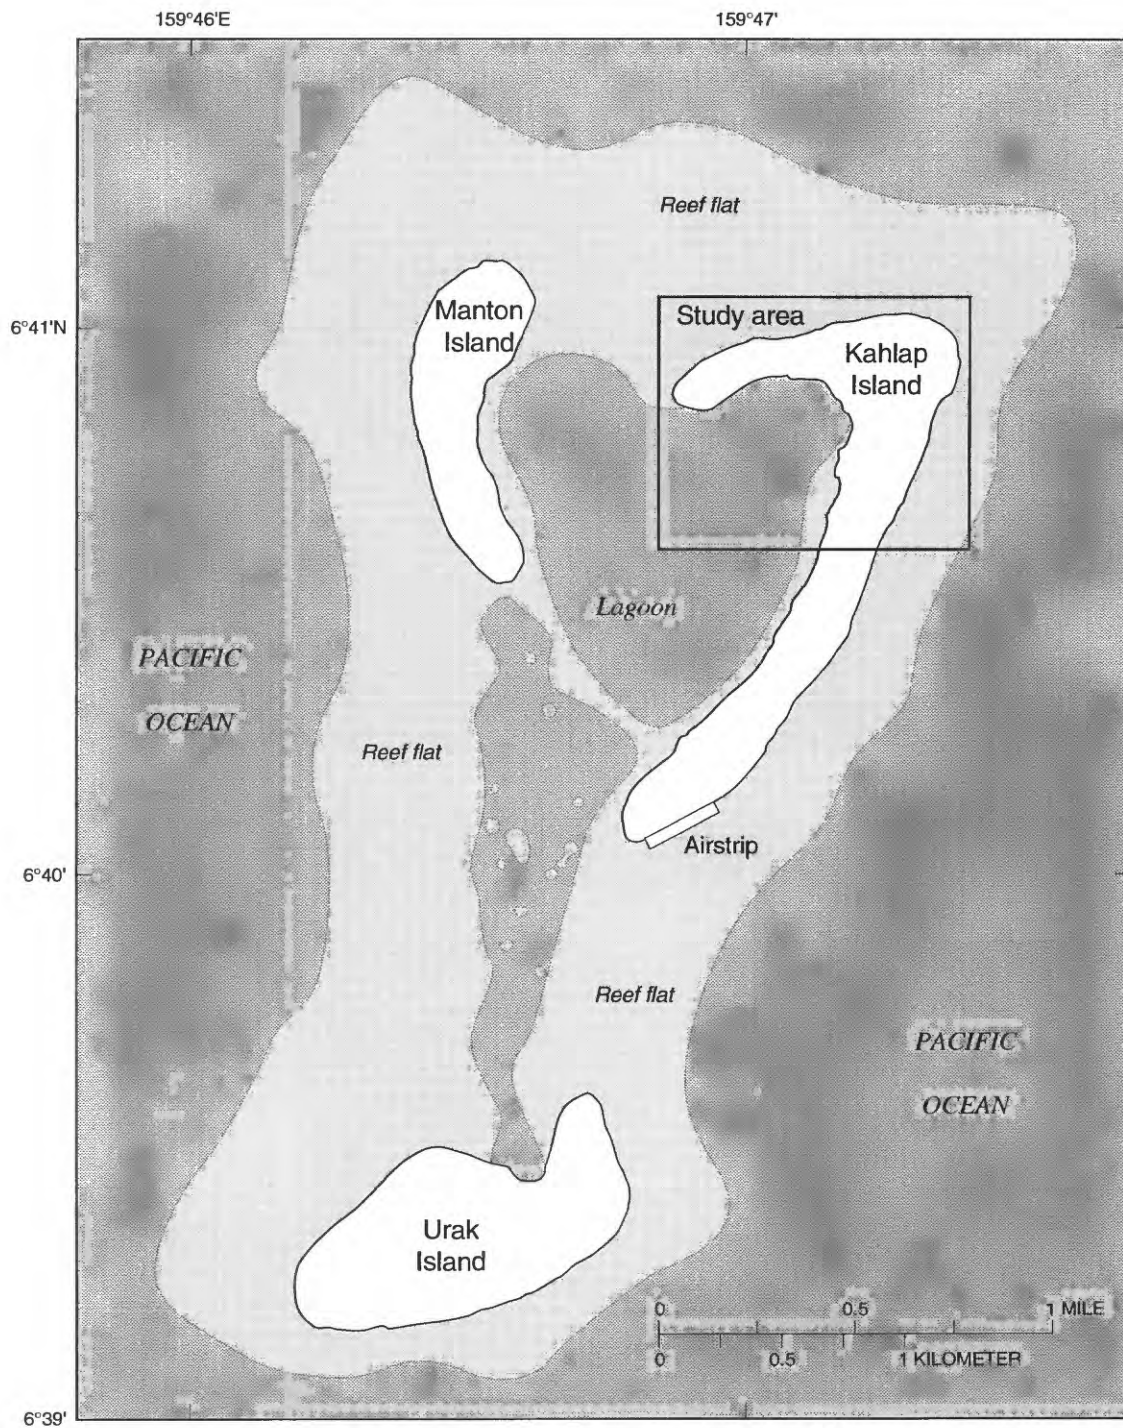 159°46'E
159°47'
Reef flat
Manton
Island
6°41'N
Study area
Kahlap
Island
Lagoon
PACIFIC
OCEAN
Reef flat
Airstrip
6°40'
Reef flat
PACIFIC
OCEAN
Urak
Island
0 0.5 1 MILE
0 0.5 1 KILOMETER
6°39'